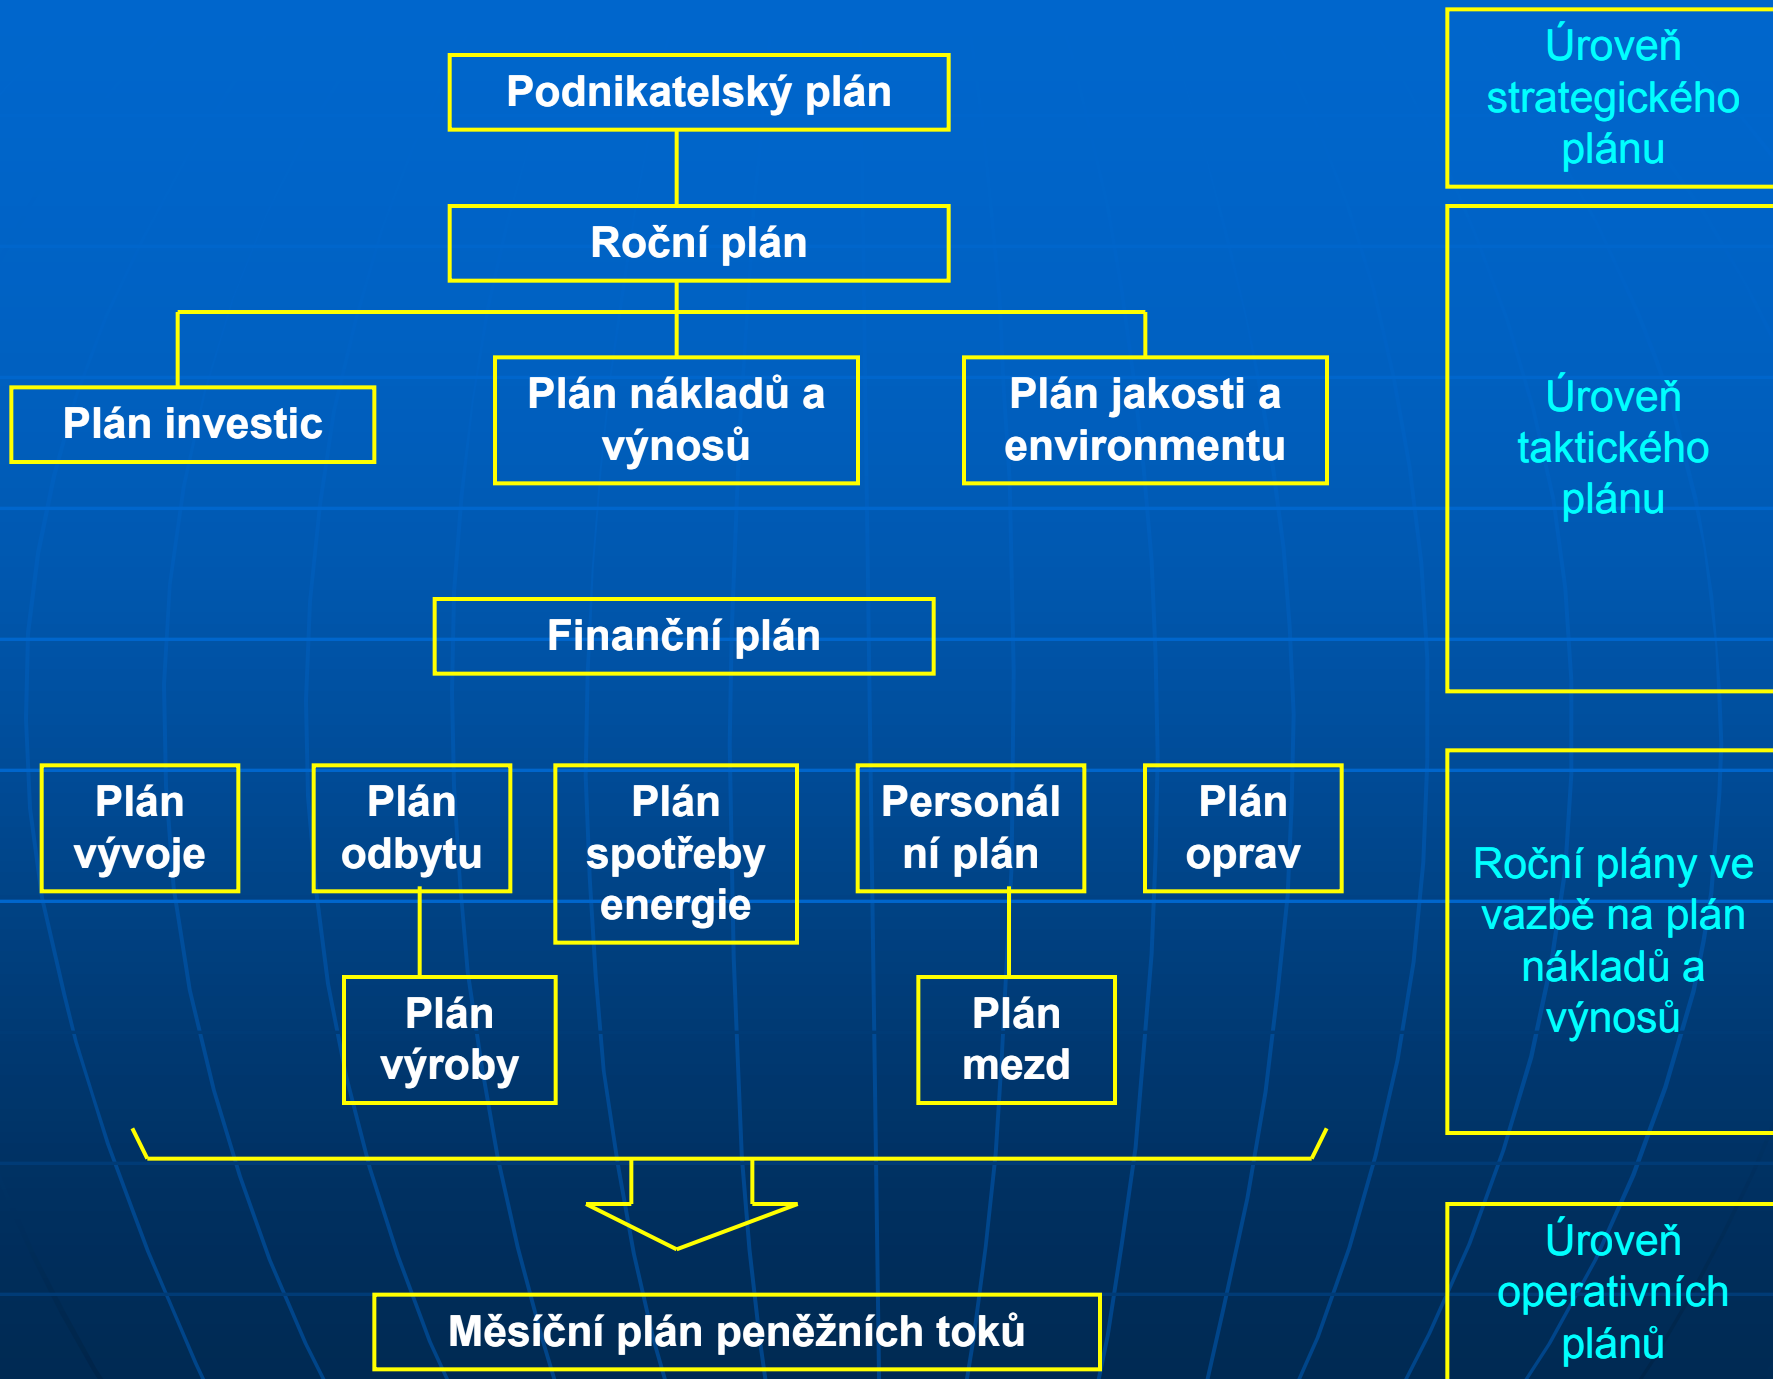 Podnikatelský plán
Úroveň
strategického
plánu
Roční plán
Plán investic
Plán nákladů a
výnosů
Plán jakosti a
environmentu
Úroveň
taktického
plánu
Finanční plán
Plán
vývoje
Plán
odbytu
Plán
spotřeby
energie
Personál
ní plán
Plán
oprav
Plán
výroby
Plán
mezd
Roční plány ve
vazbě na plán
nákladů a
výnosů
Měsíční plán peněžních toků
Úroveň
operativních
plánů